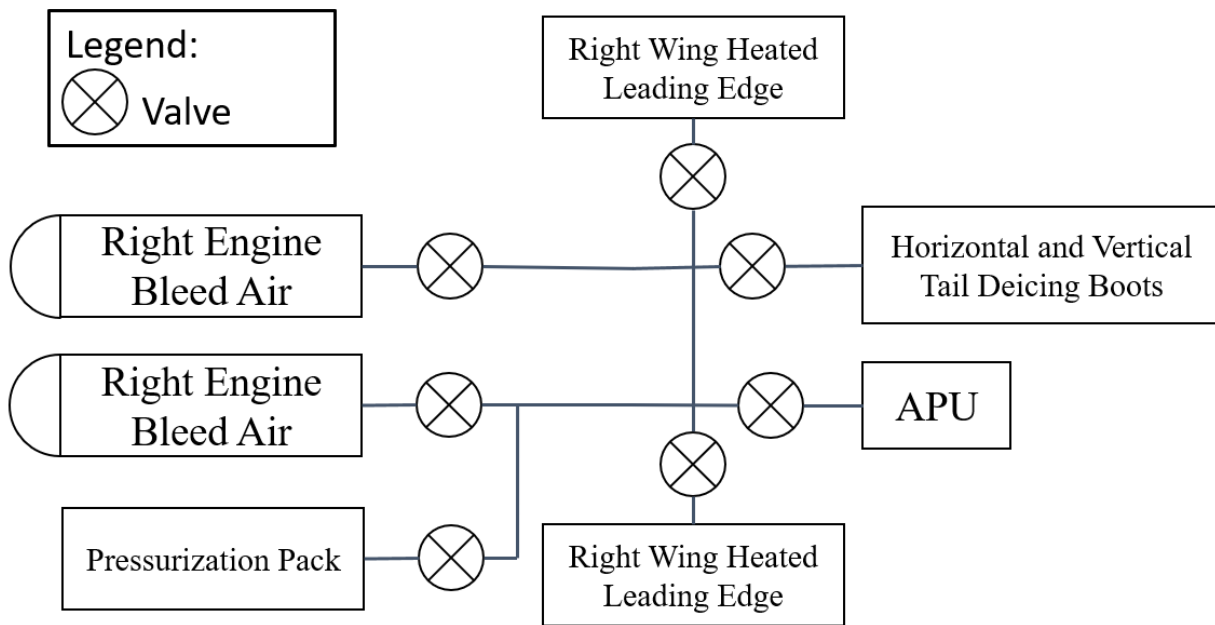 Legend:
Valve
Right Wing Heated
Leading Edge
Right Engine
Bleed Air
Horizontal and Vertical
Tail Deicing Boots
Right Engine
Bleed Air
APU
Pressurization Pack
Right Wing Heated
Leading Edge